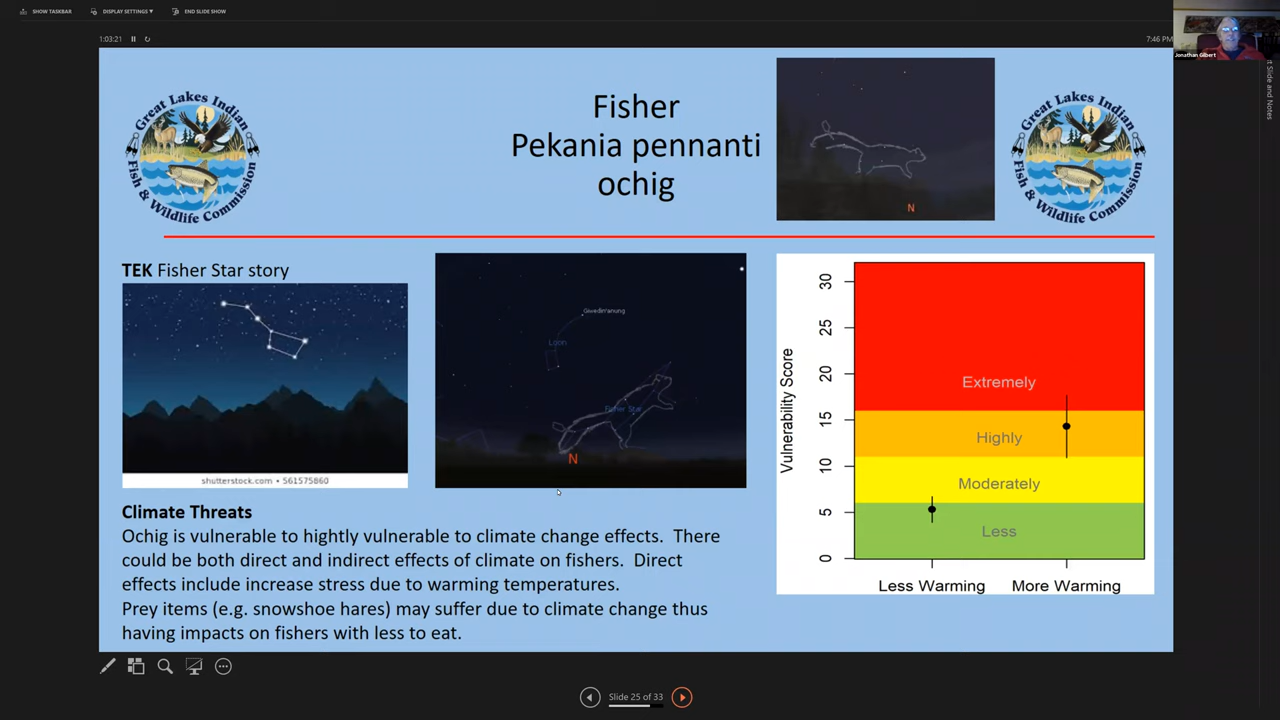 SHOW TASKBAR
DISPLAY SETTINGS ▾
END SLIDE SHOW
1:03:21
7:46 PM
Jonathan Gilbert
Great Lakes Indian
Fish & Wildlife Commission
Fisher
Pekania pennanti
ochig
N
Great Lakes Indian
Fish & Wildlife Commission
TEK Fisher Star story
shutterstock.com • 561575860
Loon
Fisher Star
N
Vulnerability Score
30
25
20
15
10
5
0
Extremely
Highly
Moderately
Less
Less Warming
More Warming
Climate Threats
Ochig is vulnerable to hightly vulnerable to climate change effects. There
could be both direct and indirect effects of climate on fishers. Direct
effects include increase stress due to warming temperatures.
Prey items (e.g. snowshoe hares) may suffer due to climate change thus
having impacts on fishers with less to eat.
Slide 25 of 33
Slide and Notes